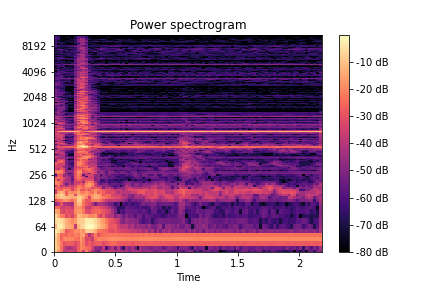 Power spectrogram
Hz
8192
4096
2048
1024
512
256
128
64
0
0
0.5
1
1.5
2
Time
-10 dB
-20 dB
-30 dB
-40 dB
-50 dB
-60 dB
-70 dB
-80 dB